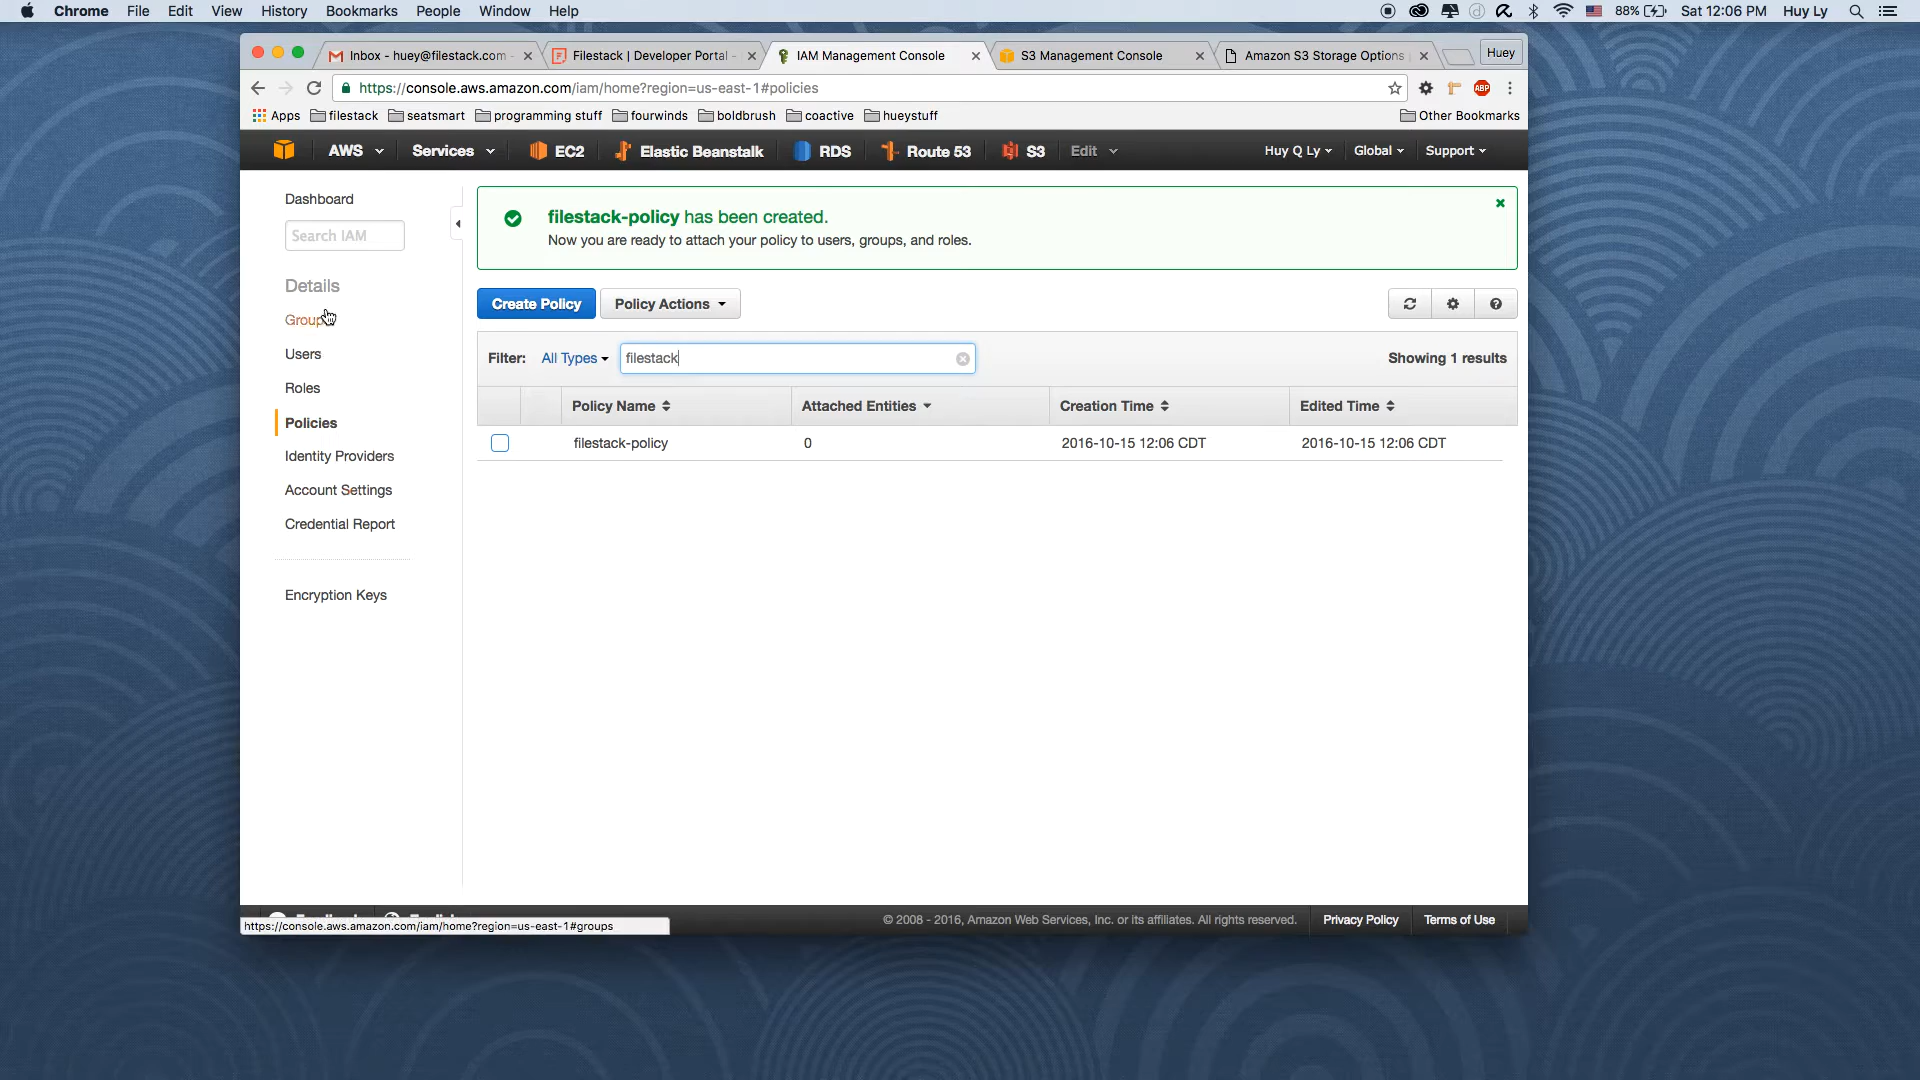 Chrome File Edit View History Bookmarks People Window Help
88% Sat 12:06 PM Huy Ly
Inbox - huey@filestack.com -
Filestack | Developer Portal -
IAM Management Console
S3 Management Console
Amazon S3 Storage Options
Huey
https://console.aws.amazon.com/iam/home?region=us-east-1#policies
ABP
Apps filestack seatsmart programming stuff fourwinds boldbrush coactive hueystuff Other Bookmarks
AWS Services EC2 Elastic Beanstalk RDS Route 53 S3 Edit Huy Q Ly Global Support
Dashboard
Search IAM
Details
Groups
Users
Roles
Policies
Identity Providers
Account Settings
Credential Report
Encryption Keys
filestack-policy has been created.
Now you are ready to attach your policy to users, groups, and roles.
Create Policy Policy Actions
Filter: All Types filestack Showing 1 results
Policy Name Attached Entities Creation Time Edited Time
filestack-policy 0 2016-10-15 12:06 CDT 2016-10-15 12:06 CDT
© 2008 - 2016, Amazon Web Services, Inc. or its affiliates. All rights reserved. Privacy Policy Terms of Use
https://console.aws.amazon.com/iam/home?region=us-east-1#groups